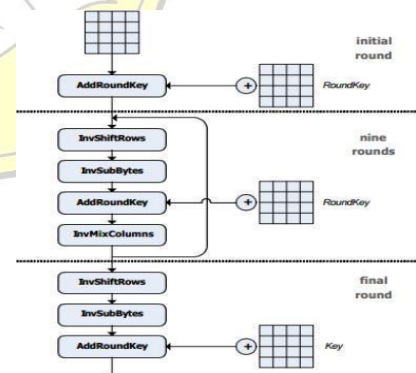 initial
round
AddRoundKey
+
RoundKey
InvShiftRows
nine
rounds
InvSubBytes
AddRoundKey
+
RoundKey
InvMixColumns
InvShiftRows
final
round
InvSubBytes
AddRoundKey
+
Key